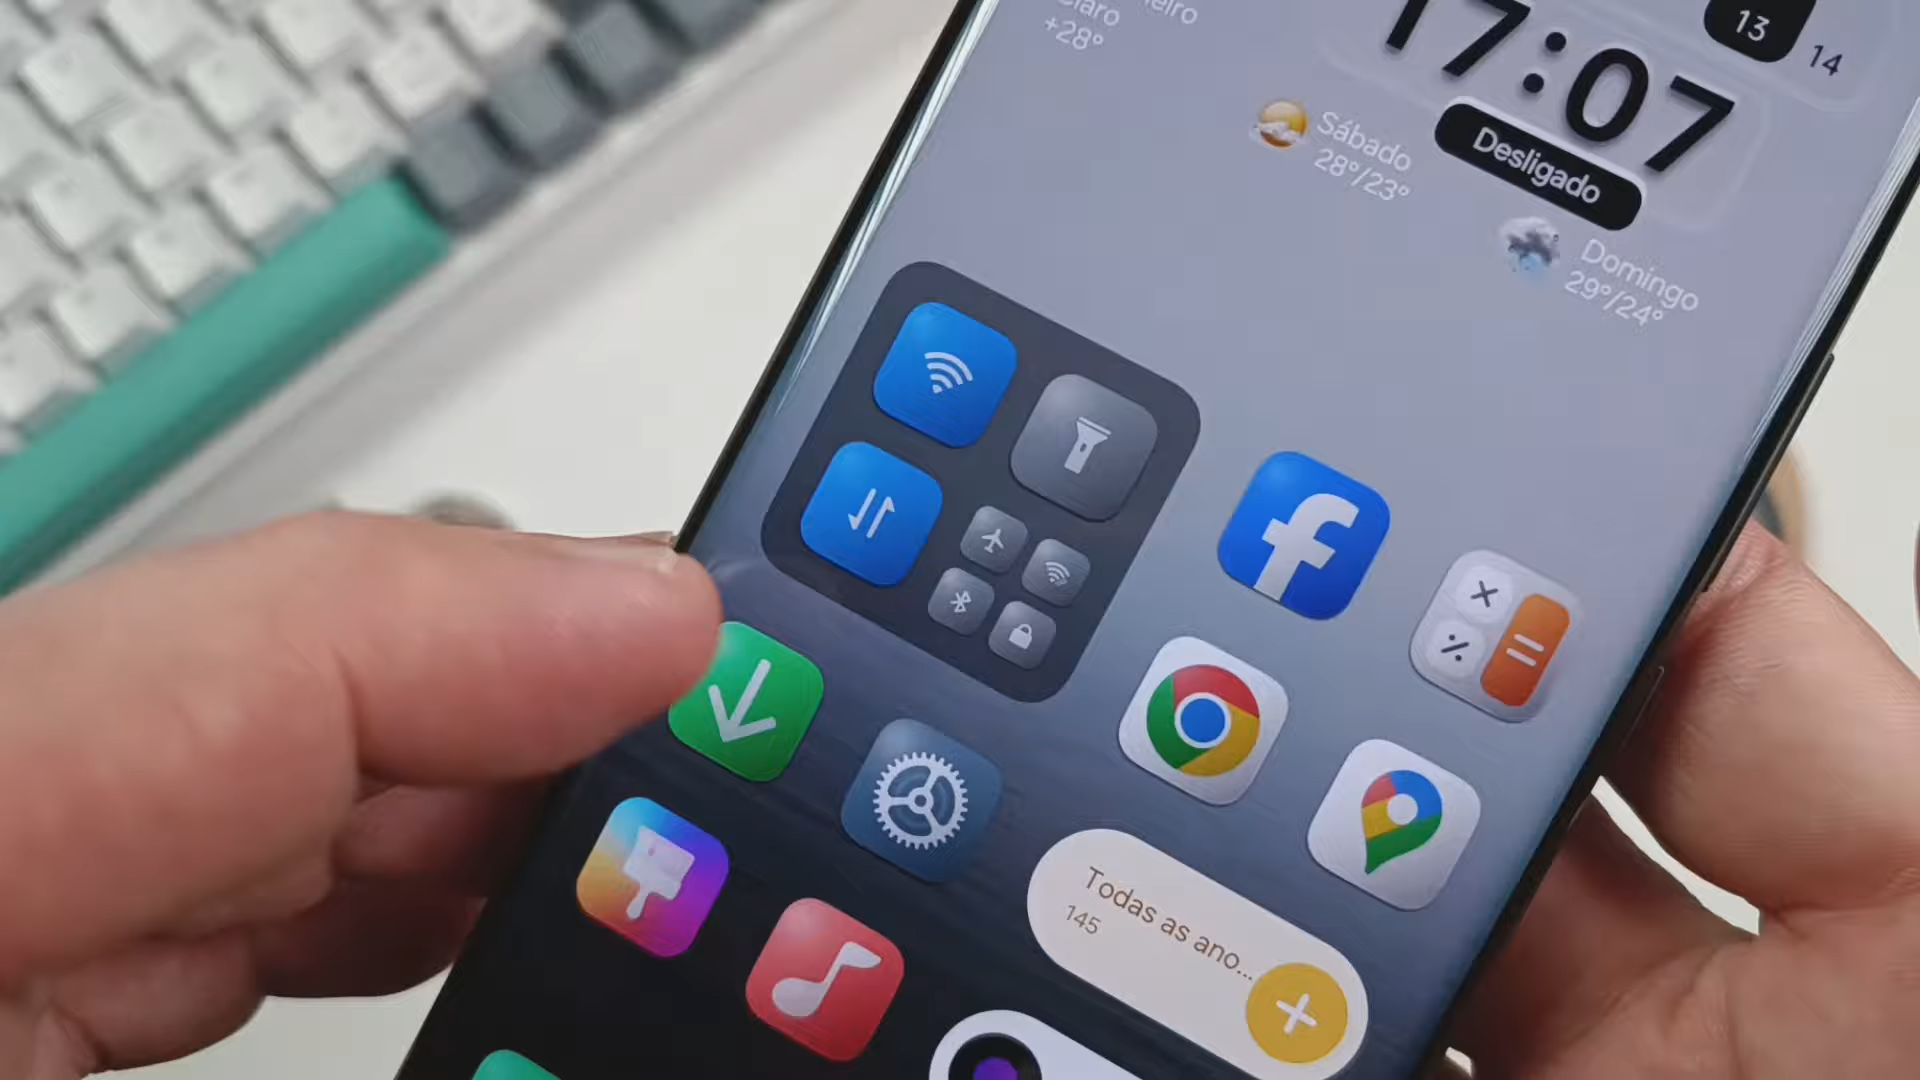 Claro
+28°
17:07
13
14
Desligado
Sábado
28°/23°
Domingo
29°/24°
Todas as ano...
145